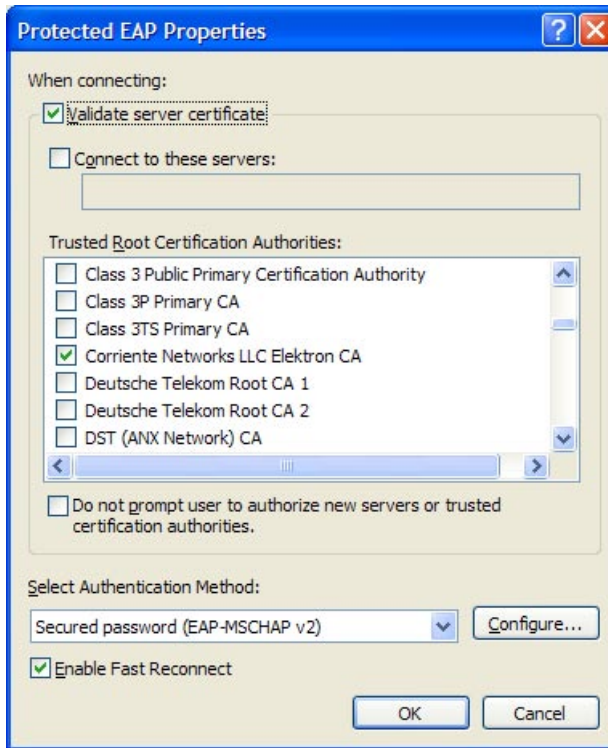 Protected EAP Properties
When connecting:
Validate server certificate
Connect to these servers:
Trusted Root Certification Authorities:
Class 3 Public Primary Certification Authority
Class 3P Primary CA
Class 3TS Primary CA
Corriente Networks LLC Elektron CA
Deutsche Telekom Root CA 1
Deutsche Telekom Root CA 2
DST (ANX Network) CA
Do not prompt user to authorize new servers or trusted
certification authorities.
Select Authentication Method:
Secured password (EAP-MSCHAP v2)
Configure...
Enable Fast Reconnect
OK
Cancel